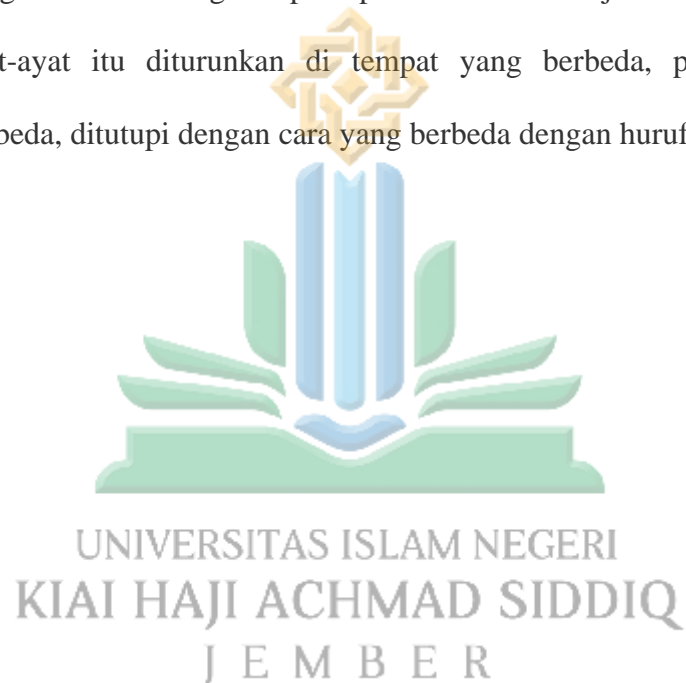 t-ayat itu diturunkan di tempat yang berbeda, p
beda, ditutupi dengan cara yang berbeda dengan huruf
UNIVERSITAS ISLAM NEGERI
KIAI HAJI ACHMAD SIDDIQ
JEMBER